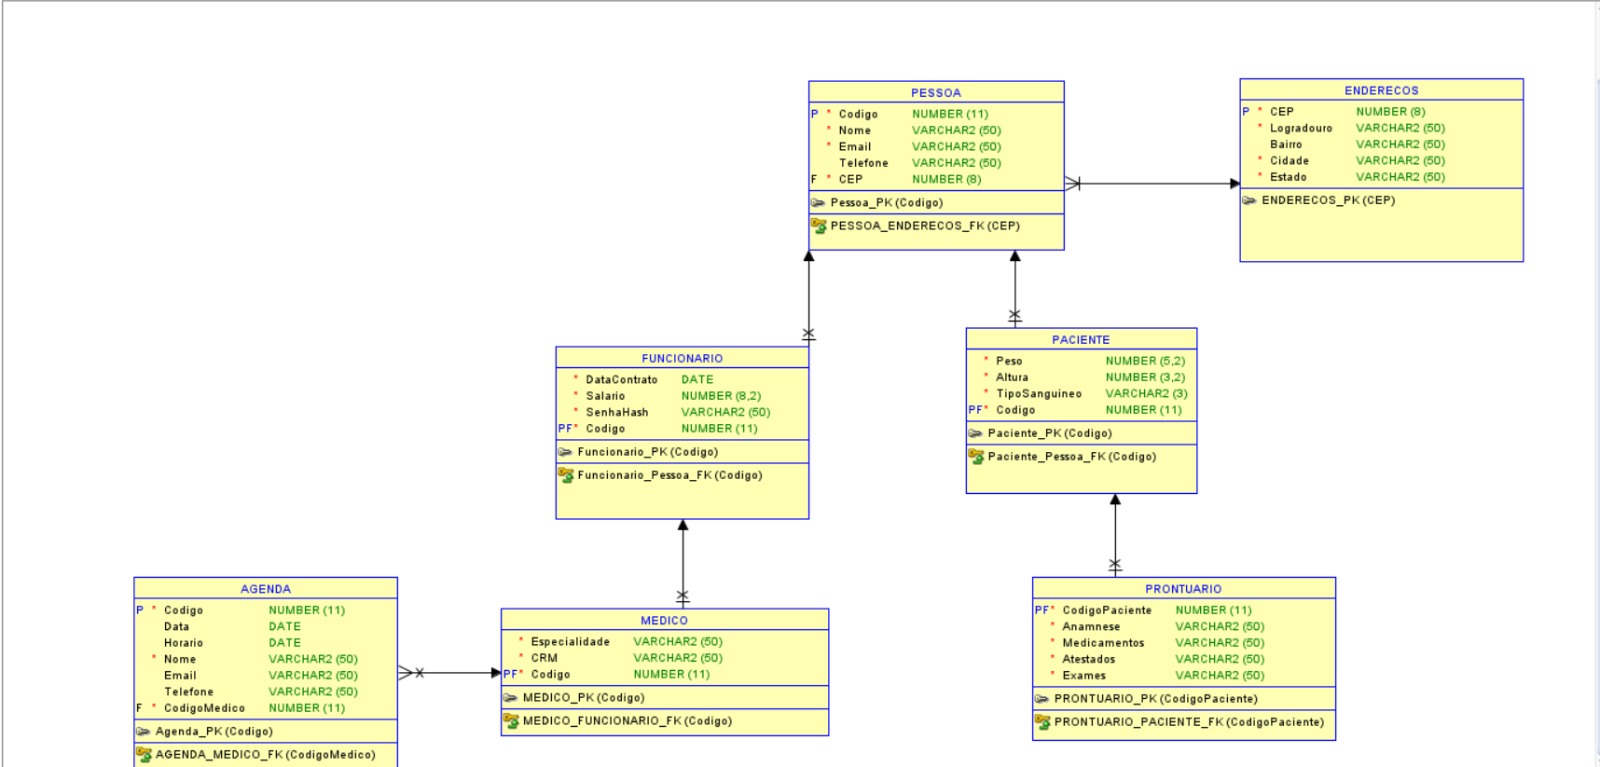 PESSOA
P * Codigo NUMBER (11)
* Nome VARCHAR2 (50)
* Email VARCHAR2 (50)
Telefone VARCHAR2 (50)
F * CEP NUMBER (8)
Pessoa_PK (Codigo)
PESSOA_ENDERECOS_FK (CEP)
ENDERECOS
P * CEP NUMBER (8)
* Logradouro VARCHAR2 (50)
Bairro VARCHAR2 (50)
* Cidade VARCHAR2 (50)
* Estado VARCHAR2 (50)
ENDERECOS_PK (CEP)
FUNCIONARIO
* DataContrato DATE
* Salario NUMBER (8,2)
* SenhaHash VARCHAR2 (50)
PF* Codigo NUMBER (11)
Funcionario_PK (Codigo)
Funcionario_Pessoa_FK (Codigo)
PACIENTE
* Peso NUMBER (5,2)
* Altura NUMBER (3,2)
* TipoSanguineo VARCHAR2 (3)
PF* Codigo NUMBER (11)
Paciente_PK (Codigo)
Paciente_Pessoa_FK (Codigo)
AGENDA
P * Codigo NUMBER (11)
Data DATE
Horario DATE
* Nome VARCHAR2 (50)
Email VARCHAR2 (50)
Telefone VARCHAR2 (50)
F * CodigoMedico NUMBER (11)
Agenda_PK (Codigo)
AGENDA_MEDICO_FK (CodigoMedico)
MEDICO
* Especialidade VARCHAR2 (50)
* CRM VARCHAR2 (50)
PF* Codigo NUMBER (11)
MEDICO_PK (Codigo)
MEDICO_FUNCIONARIO_FK (Codigo)
PRONTUARIO
PF* CodigoPaciente NUMBER (11)
* Anamnese VARCHAR2 (50)
* Medicamentos VARCHAR2 (50)
* Atestados VARCHAR2 (50)
* Exames VARCHAR2 (50)
PRONTUARIO_PK (CodigoPaciente)
PRONTUARIO_PACIENTE_FK (CodigoPaciente)